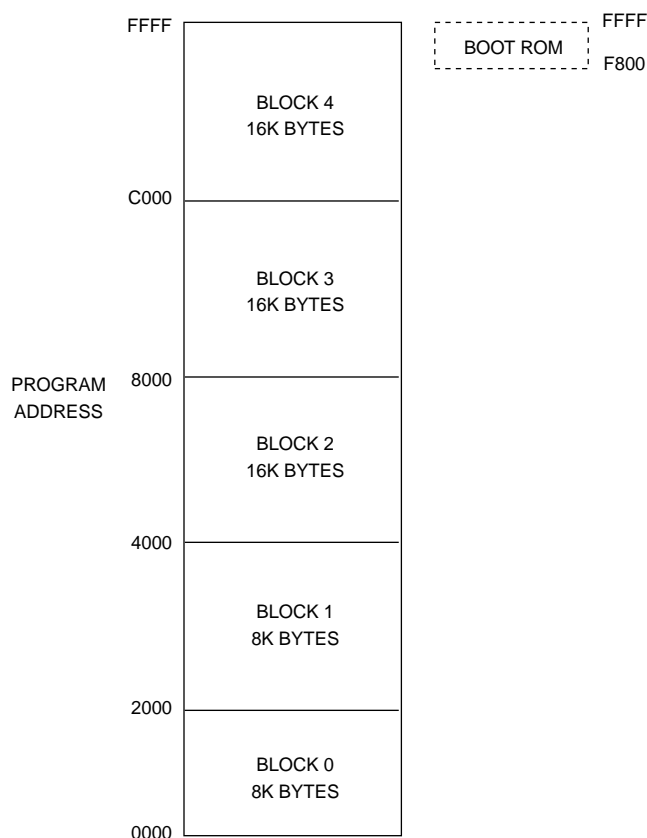 FFFF
BLOCK 4
16K BYTES
C000
BLOCK 3
16K BYTES
PROGRAM
ADDRESS
8000
BLOCK 2
16K BYTES
4000
BLOCK 1
8K BYTES
2000
BLOCK 0
8K BYTES
0000
BOOT ROM
FFFF
F800